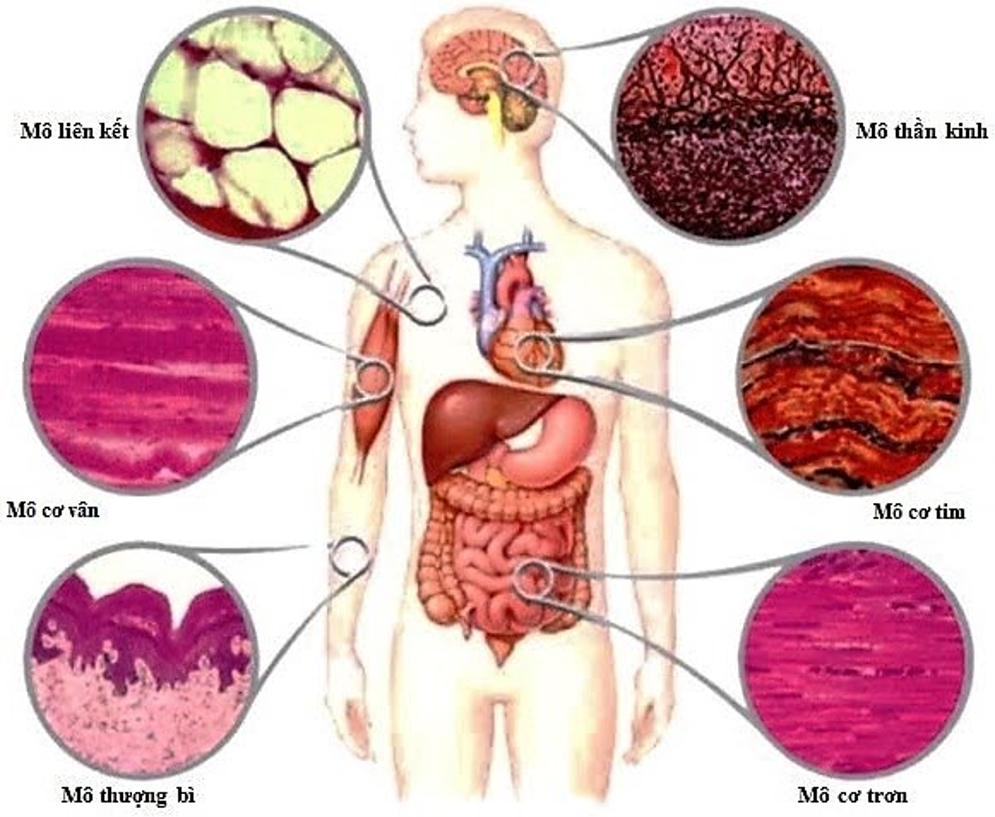 Mô liên kết
Mô thần kinh
Mô cơ vân
Mô cơ tim
Mô thượng bì
Mô cơ trơn